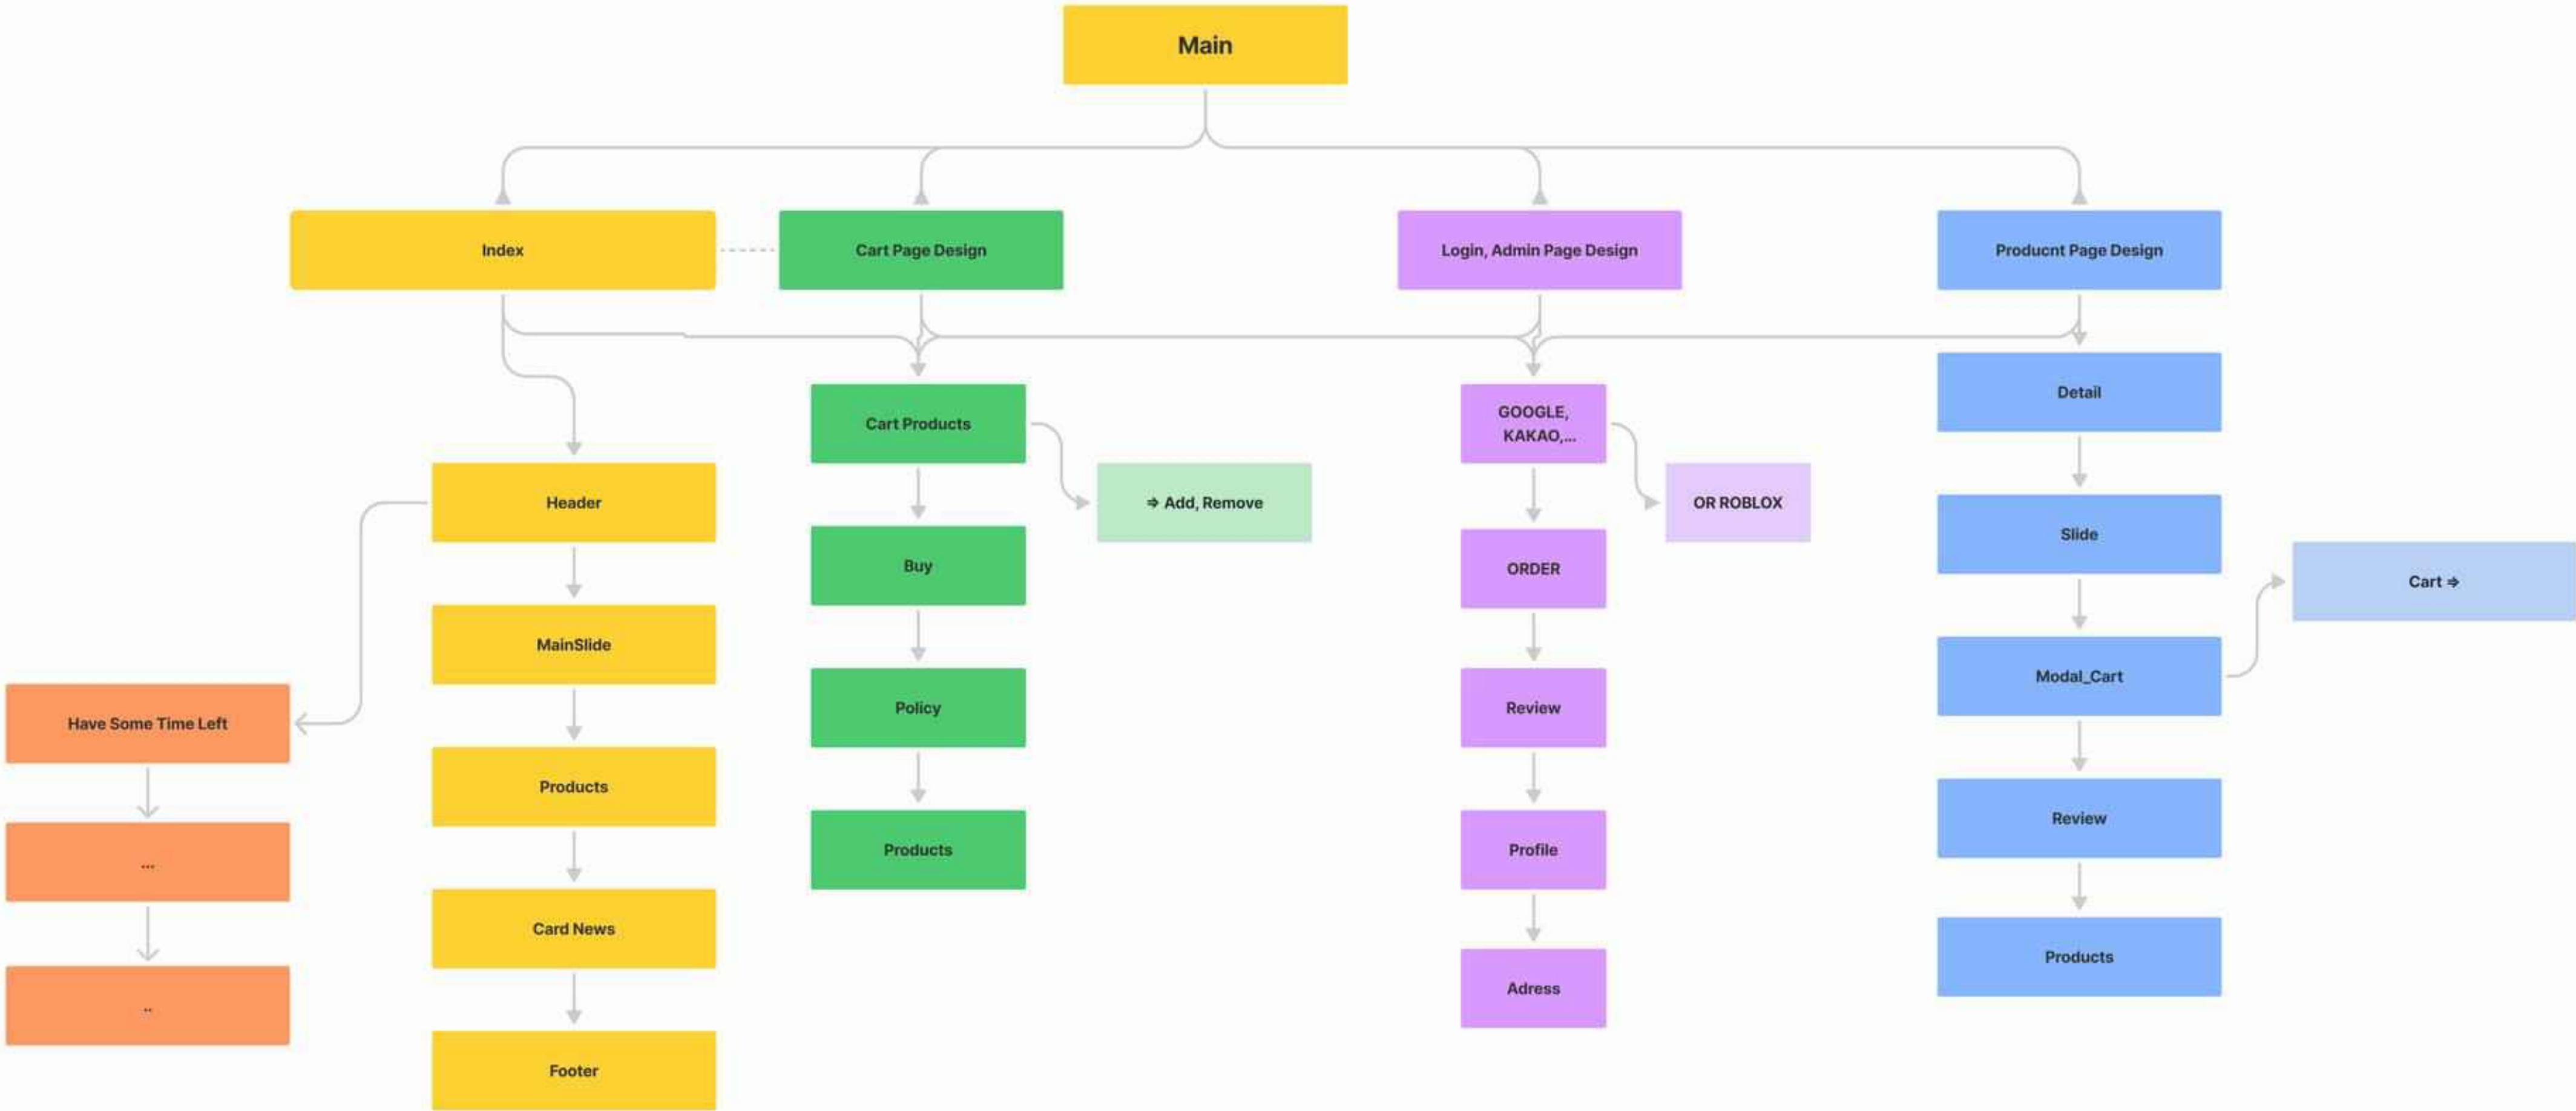 Main
Index
Cart Page Design
Login, Admin Page Design
Producnt Page Design
Header
MainSlide
Products
Card News
Footer
Have Some Time Left
...
..
Cart Products
⇒ Add, Remove
Buy
Policy
Products
GOOGLE,
KAKAO,...
OR ROBLOX
ORDER
Review
Profile
Adress
Detail
Slide
Modal_Cart
Cart ⇒
Review
Products